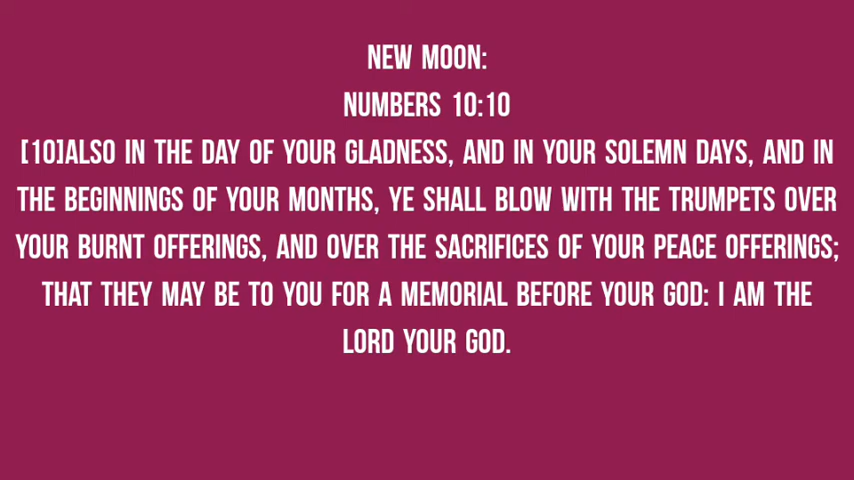 NEW MOON:
NUMBERS 10:10
[10]ALSO IN THE DAY OF YOUR GLADNESS, AND IN YOUR SOLEMN DAYS, AND IN
THE BEGINNINGS OF YOUR MONTHS, YE SHALL BLOW WITH THE TRUMPETS OVER
YOUR BURNT OFFERINGS, AND OVER THE SACRIFICES OF YOUR PEACE OFFERINGS;
THAT THEY MAY BE TO YOU FOR A MEMORIAL BEFORE YOUR GOD: I AM THE
LORD YOUR GOD.